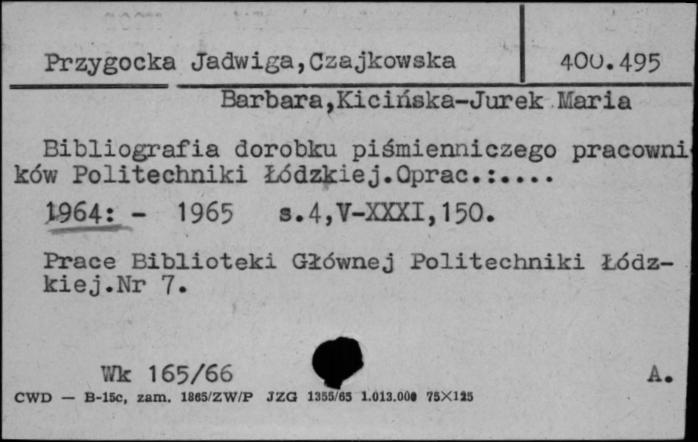 Przygocka Jadwiga,Czajkowska 400.495
Barbara,Kicińska-Jurek Maria
Bibliografia dorobku piśmienniczego pracowni
ków Politechniki Łódzkiej.Oprac.:....
1964: - 1965 s.4,V-XXXI,150.
Prace Biblioteki Głównej Politechniki Łódz-
kiej.Nr 7.
Wk 165/66 A.
CWD — B-15c, zam. 1865/ZW/P JZG 1355/65 1.013.000 75×125